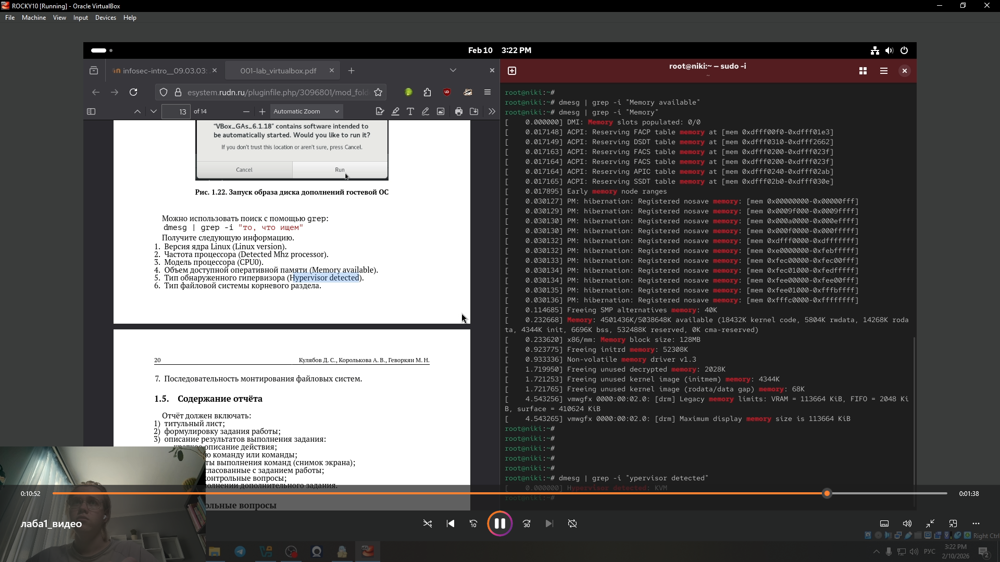 ROCKY10 [Running] - Oracle VirtualBox
File Machine View Input Devices Help
Feb 10 3:22 PM
infosec-intro__09.03.03:
001-lab_virtualbox.pdf
esystem.rudn.ru/pluginfile.php/3096801/mod_fold
13 of 14
Automatic Zoom
"VBox_GAs_6.1.18" contains software intended to
be automatically started. Would you like to run it?
If you don't trust this location or aren't sure, press Cancel.
Cancel Run
Рис. 1.22. Запуск образа диска дополнений гостевой ОС
Можно использовать поиск с помощью grep:
dmesg | grep -i "то, что ищем"
Получите следующую информацию.
1. Версия ядра Linux (Linux version).
2. Частота процессора (Detected Mhz processor).
3. Модель процессора (CPU0).
4. Объем доступной оперативной памяти (Memory available).
5. Тип обнаруженного гипервизора (Hypervisor detected).
6. Тип файловой системы корневого раздела.
20 Кулябов Д. С., Королькова А. В., Геворкян М. Н.
7. Последовательность монтирования файловых систем.
1.5. Содержание отчёта
Отчёт должен включать:
1) титульный лист;
2) формулировку задания работы;
3) описание результатов выполнения задания:
краткое описание действия;
ю команду или команды;
ты выполнения команд (снимок экрана);
гласованные с заданием работы;
контрольные вопросы;
полнении дополнительного задания.
ольные вопросы
root@niki:~ — sudo -i
~
root@niki:~#
root@niki:~# dmesg | grep -i "Memory available"
root@niki:~# dmesg | grep -i "Memory"
[    0.000000] DMI: Memory slots populated: 0/0
[    0.017148] ACPI: Reserving FACP table memory at [mem 0xdfff00f0-0xdfff01e3]
[    0.017149] ACPI: Reserving DSDT table memory at [mem 0xdfff0310-0xdfff2662]
[    0.017163] ACPI: Reserving FACS table memory at [mem 0xdfff0200-0xdfff023f]
[    0.017164] ACPI: Reserving FACS table memory at [mem 0xdfff0200-0xdfff023f]
[    0.017164] ACPI: Reserving APIC table memory at [mem 0xdfff0240-0xdfff02ab]
[    0.017165] ACPI: Reserving SSDT table memory at [mem 0xdfff02b0-0xdfff030e]
[    0.017895] Early memory node ranges
[    0.030127] PM: hibernation: Registered nosave memory: [mem 0x00000000-0x00000fff]
[    0.030129] PM: hibernation: Registered nosave memory: [mem 0x0009f000-0x0009ffff]
[    0.030130] PM: hibernation: Registered nosave memory: [mem 0x000a0000-0x000effff]
[    0.030130] PM: hibernation: Registered nosave memory: [mem 0x000f0000-0x000fffff]
[    0.030132] PM: hibernation: Registered nosave memory: [mem 0xdfff0000-0xdfffffff]
[    0.030132] PM: hibernation: Registered nosave memory: [mem 0xe0000000-0xfebfffff]
[    0.030133] PM: hibernation: Registered nosave memory: [mem 0xfec00000-0xfec00fff]
[    0.030134] PM: hibernation: Registered nosave memory: [mem 0xfec01000-0xfedfffff]
[    0.030134] PM: hibernation: Registered nosave memory: [mem 0xfee00000-0xfee00fff]
[    0.030135] PM: hibernation: Registered nosave memory: [mem 0xfee01000-0xfffbffff]
[    0.030136] PM: hibernation: Registered nosave memory: [mem 0xfffc0000-0xffffffff]
[    0.114685] Freeing SMP alternatives memory: 40K
[    0.232668] Memory: 4501436K/5038648K available (18432K kernel code, 5804K rwdata, 14268K roda
ta, 4344K init, 6696K bss, 532488K reserved, 0K cma-reserved)
[    0.233620] x86/mm: Memory block size: 128MB
[    0.923775] Freeing initrd memory: 52308K
[    0.933336] Non-volatile memory driver v1.3
[    1.719950] Freeing unused decrypted memory: 2028K
[    1.721253] Freeing unused kernel image (initmem) memory: 4344K
[    1.721765] Freeing unused kernel image (rodata/data gap) memory: 68K
[    4.543256] vmwgfx 0000:00:02.0: [drm] Legacy memory limits: VRAM = 113664 KiB, FIFO = 2048 Ki
B, surface = 410624 KiB
[    4.543265] vmwgfx 0000:00:02.0: [drm] Maximum display memory size is 113664 KiB
root@niki:~#
root@niki:~#
root@niki:~#
root@niki:~#
root@niki:~#
root@niki:~# dmesg | grep -i "ypervisor detected"
[    0.000000] Hypervisor detected: KVM
root@niki:~#
0:10:52
0:01:38
лаба1_видео
10
30
Right Ctrl
РУС
3:22 PM
2/10/2026
2